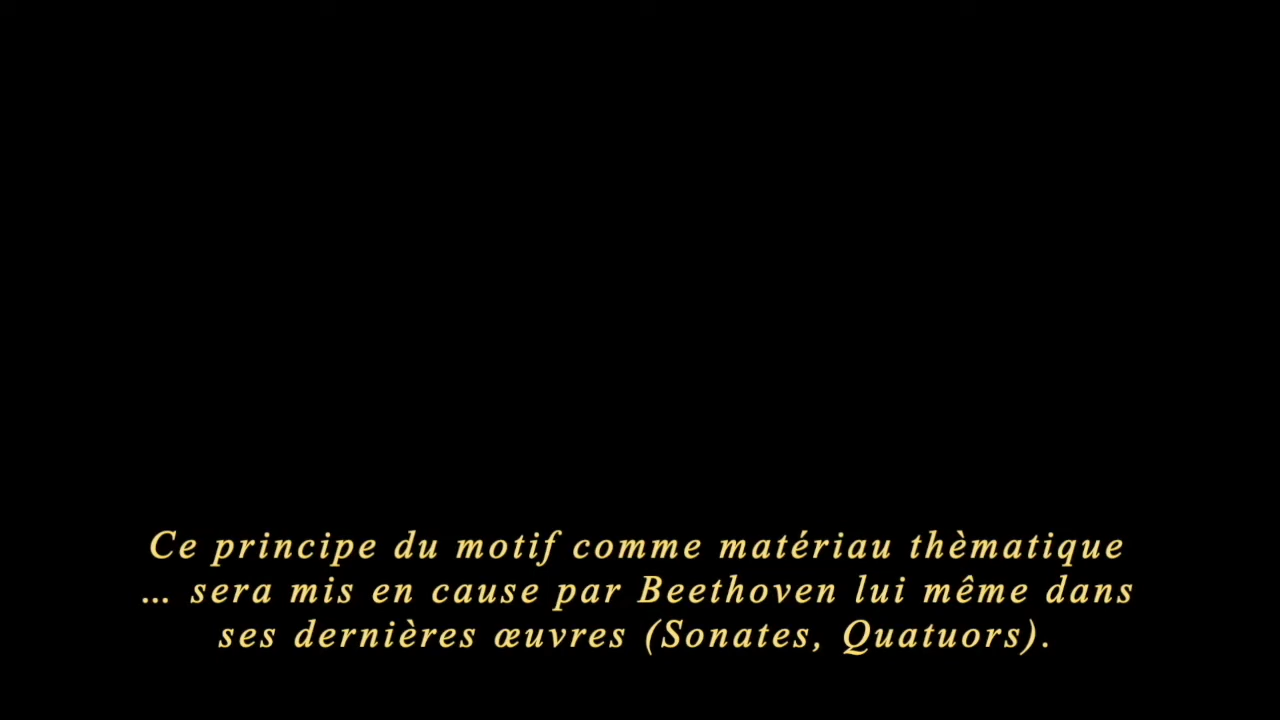 Ce principe du motif comme matériau thèmatique
... sera mis en cause par Beethoven lui même dans
ses dernières œuvres (Sonates, Quatuors).